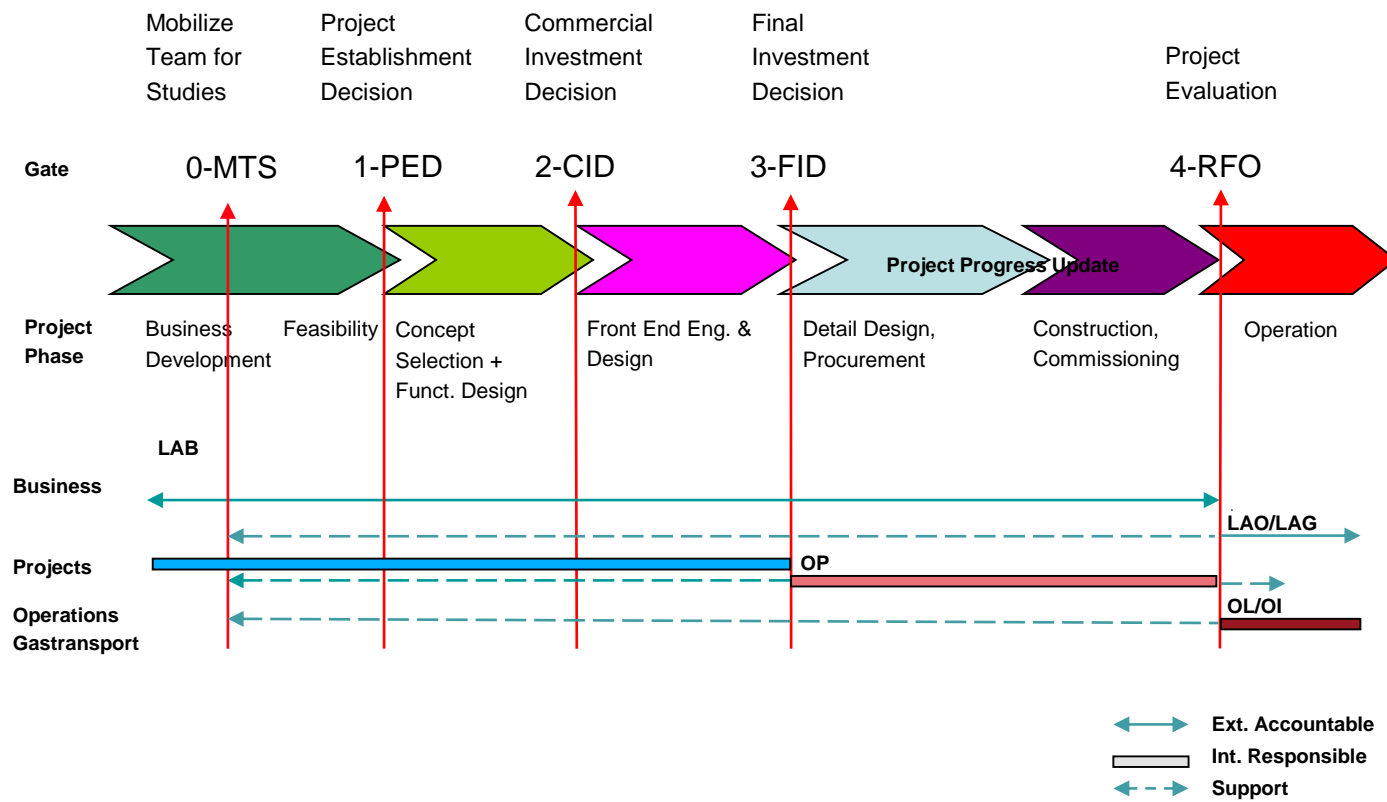 Mobilize
Team for
Studies
Project
Establishment
Decision
Commercial
Investment
Decision
Final
Investment
Decision
Project
Evaluation
Gate
0-MTS
1-PED
2-CID
3-FID
4-RFO
Project Progress Update
Project
Phase
Business
Development
Feasibility
Concept
Selection +
Funct. Design
Front End Eng. &
Design
Detail Design,
Procurement
Construction,
Commissioning
Operation
LAB
Business
LAO/LAG
Projects
OP
Operations
Gastransport
OL/OI
Ext. Accountable
Int. Responsible
Support